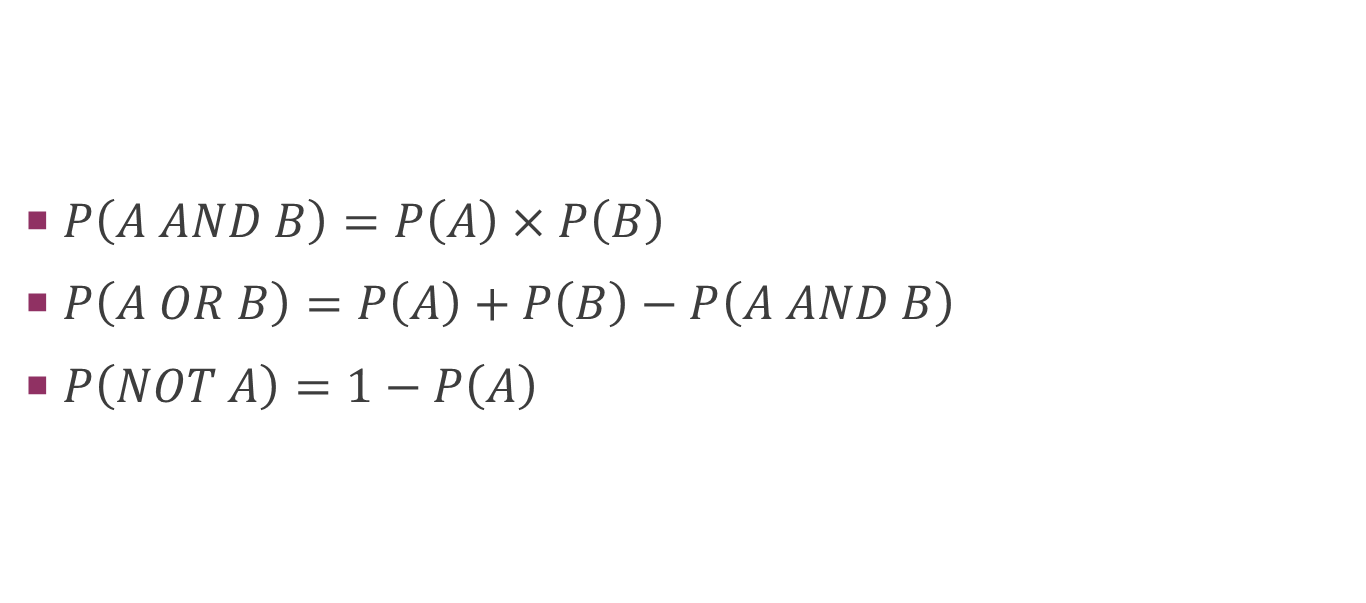 ▪ P(A AND B) = P(A) × P(B)
▪ P(A OR B) = P(A) + P(B) − P(A AND B)
▪ P(NOT A) = 1 − P(A)